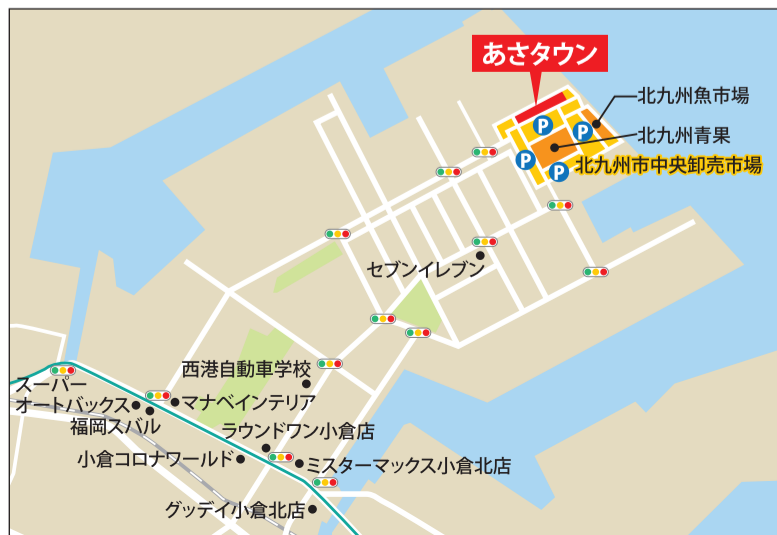 あさタウン
北九州魚市場
P
P
北九州青果
P
P
北九州市中央卸売市場
セブンイレブン
西港自動車学校
スーパー
オートバックス
マナベインテリア
福岡スバル
ラウンドワン小倉店
小倉コロナワールド
ミスターマックス小倉北店
グッデイ小倉北店